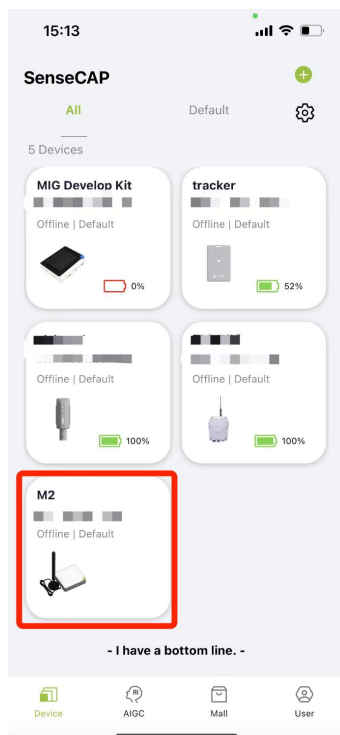 15:13
SenseCAP
All
Default
5 Devices
MIG Develop Kit
Offline | Default
0%
tracker
Offline | Default
52%
Offline | Default
100%
Offline | Default
100%
M2
Offline | Default
- I have a bottom line. -
Device
RI
AIGC
Mall
User